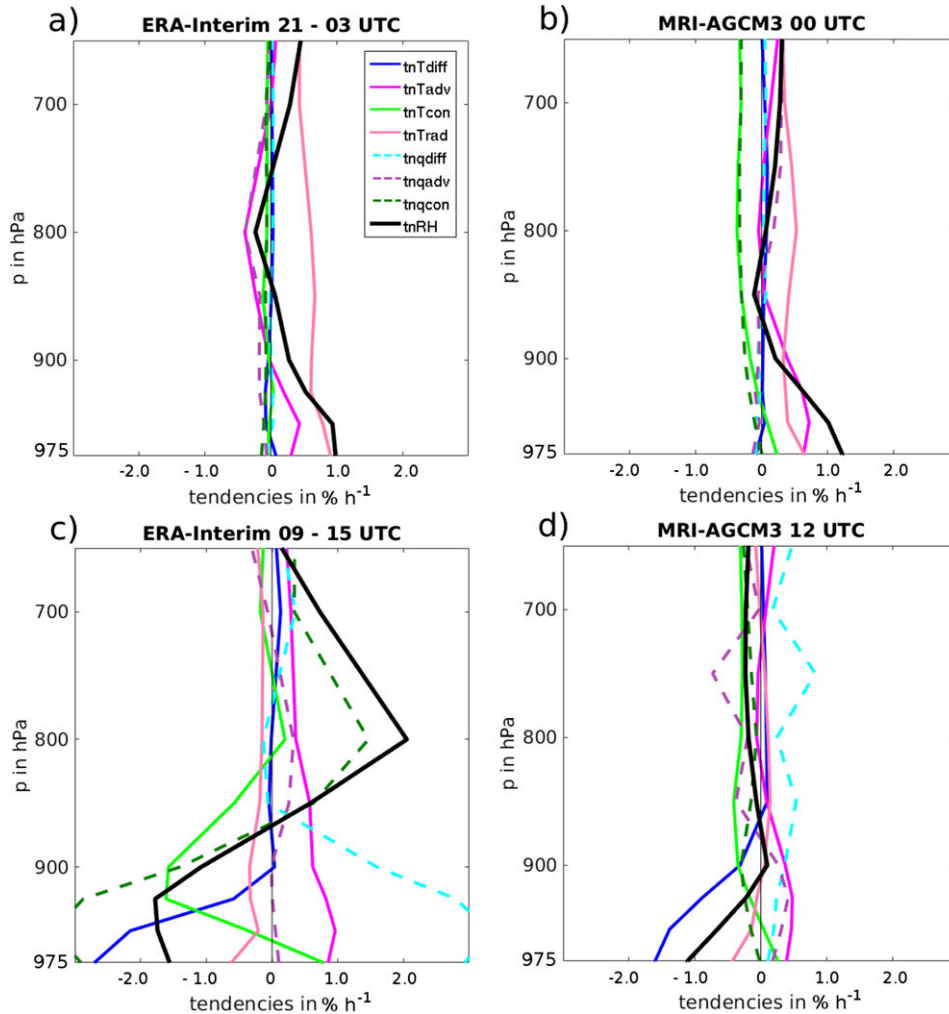 a)
ERA-Interim 21 - 03 UTC
tnTdiff
tnTadv
tnTcon
tnTrad
tnqdiff
tnqadv
tnqcon
tnRH
p in hPa
700
800
900
975
-2.0 -1.0 0 1.0 2.0
tendencies in % h-1
b)
MRI-AGCM3 00 UTC
p in hPa
700
800
900
975
-2.0 -1.0 0 1.0 2.0
tendencies in % h-1
c)
ERA-Interim 09 - 15 UTC
p in hPa
700
800
900
975
-2.0 -1.0 0 1.0 2.0
tendencies in % h-1
d)
MRI-AGCM3 12 UTC
p in hPa
700
800
900
975
-2.0 -1.0 0 1.0 2.0
tendencies in % h-1